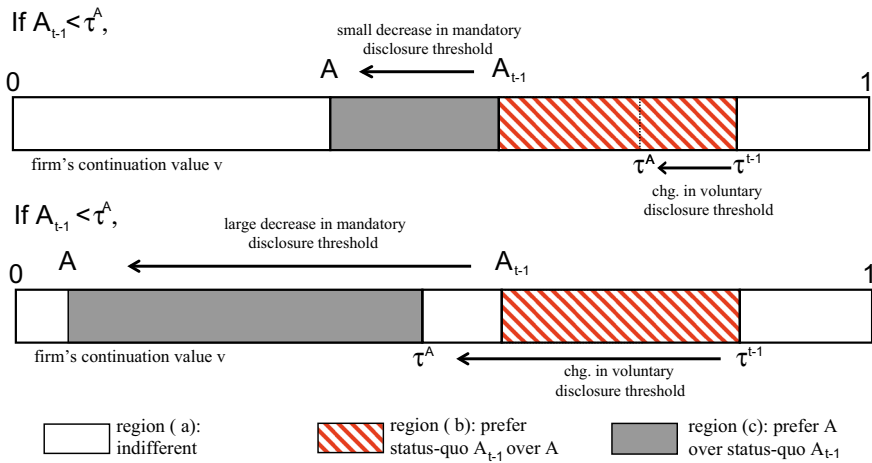 If A_{t-1} < τ^A,
small decrease in mandatory
disclosure threshold
A A_{t-1}
0 1
firm's continuation value v
τ^A τ^{t-1}
chg. in voluntary
disclosure threshold
If A_{t-1} < τ^A,
large decrease in mandatory
disclosure threshold
0 A A_{t-1} 1
firm's continuation value v
τ^A τ^{t-1}
chg. in voluntary
disclosure threshold
region ( a):
indifferent
region ( b): prefer
status-quo A_{t-1} over A
region (c): prefer A
over status-quo A_{t-1}